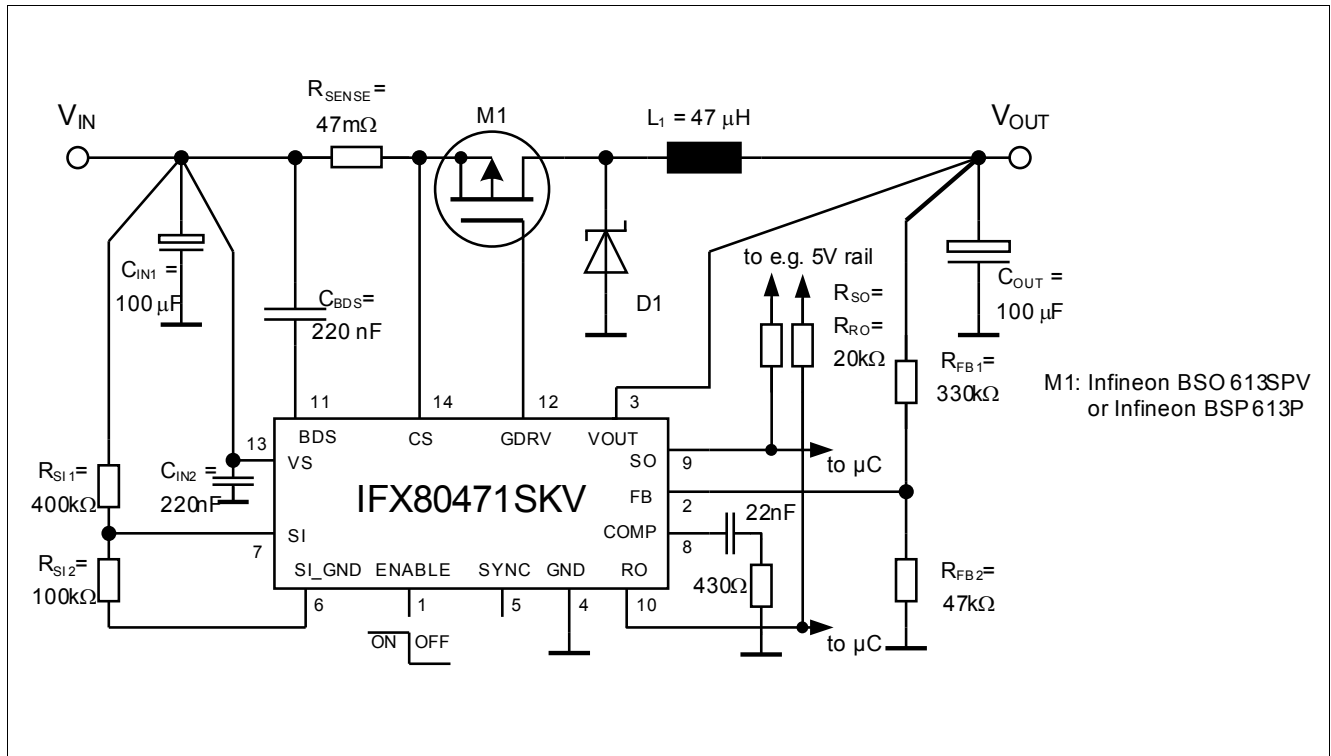 R_SENSE=
47mΩ
M1
L₁ = 47 µH
V_IN
V_OUT
to e.g. 5V rail
C_IN1 =
100 µF
C_BDS=
220 nF
D1
R_SO=
R_RO=
20kΩ
C_OUT =
100 µF
R_FB1=
330kΩ
M1: Infineon BSO 613SPV
or Infineon BSP 613P
11
14
12
3
13
BDS
CS
GDRV
VOUT
VS
SO
9
to µC
R_SI1=
400kΩ
C_IN2 =
220nF
IFX80471SKV
FB
2
22nF
SI
7
COMP
8
R_SI2=
100kΩ
SI_GND
ENABLE
SYNC
GND
RO
430Ω
R_FB2=
47kΩ
6
1
5
4
10
ON
OFF
to µC